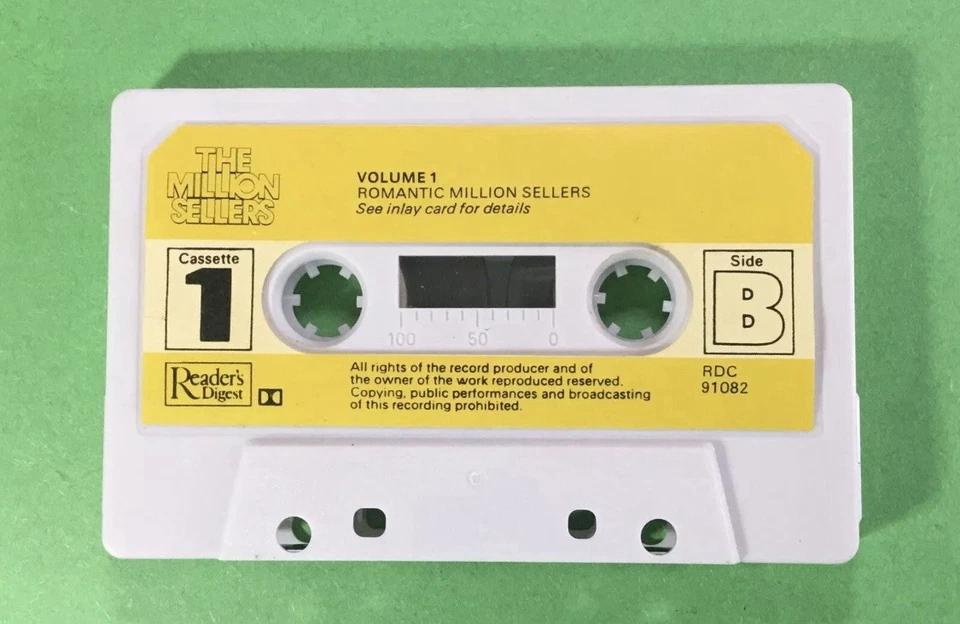 THE
MILLION
SELLERS
VOLUME 1
ROMANTIC MILLION SELLERS
See inlay card for details
Cassette
1
Side
B
100 50 0
Reader's
Digest
All rights of the record producer and of
the owner of the work reproduced reserved.
Copying, public performances and broadcasting
of this recording prohibited.
RDC
91082